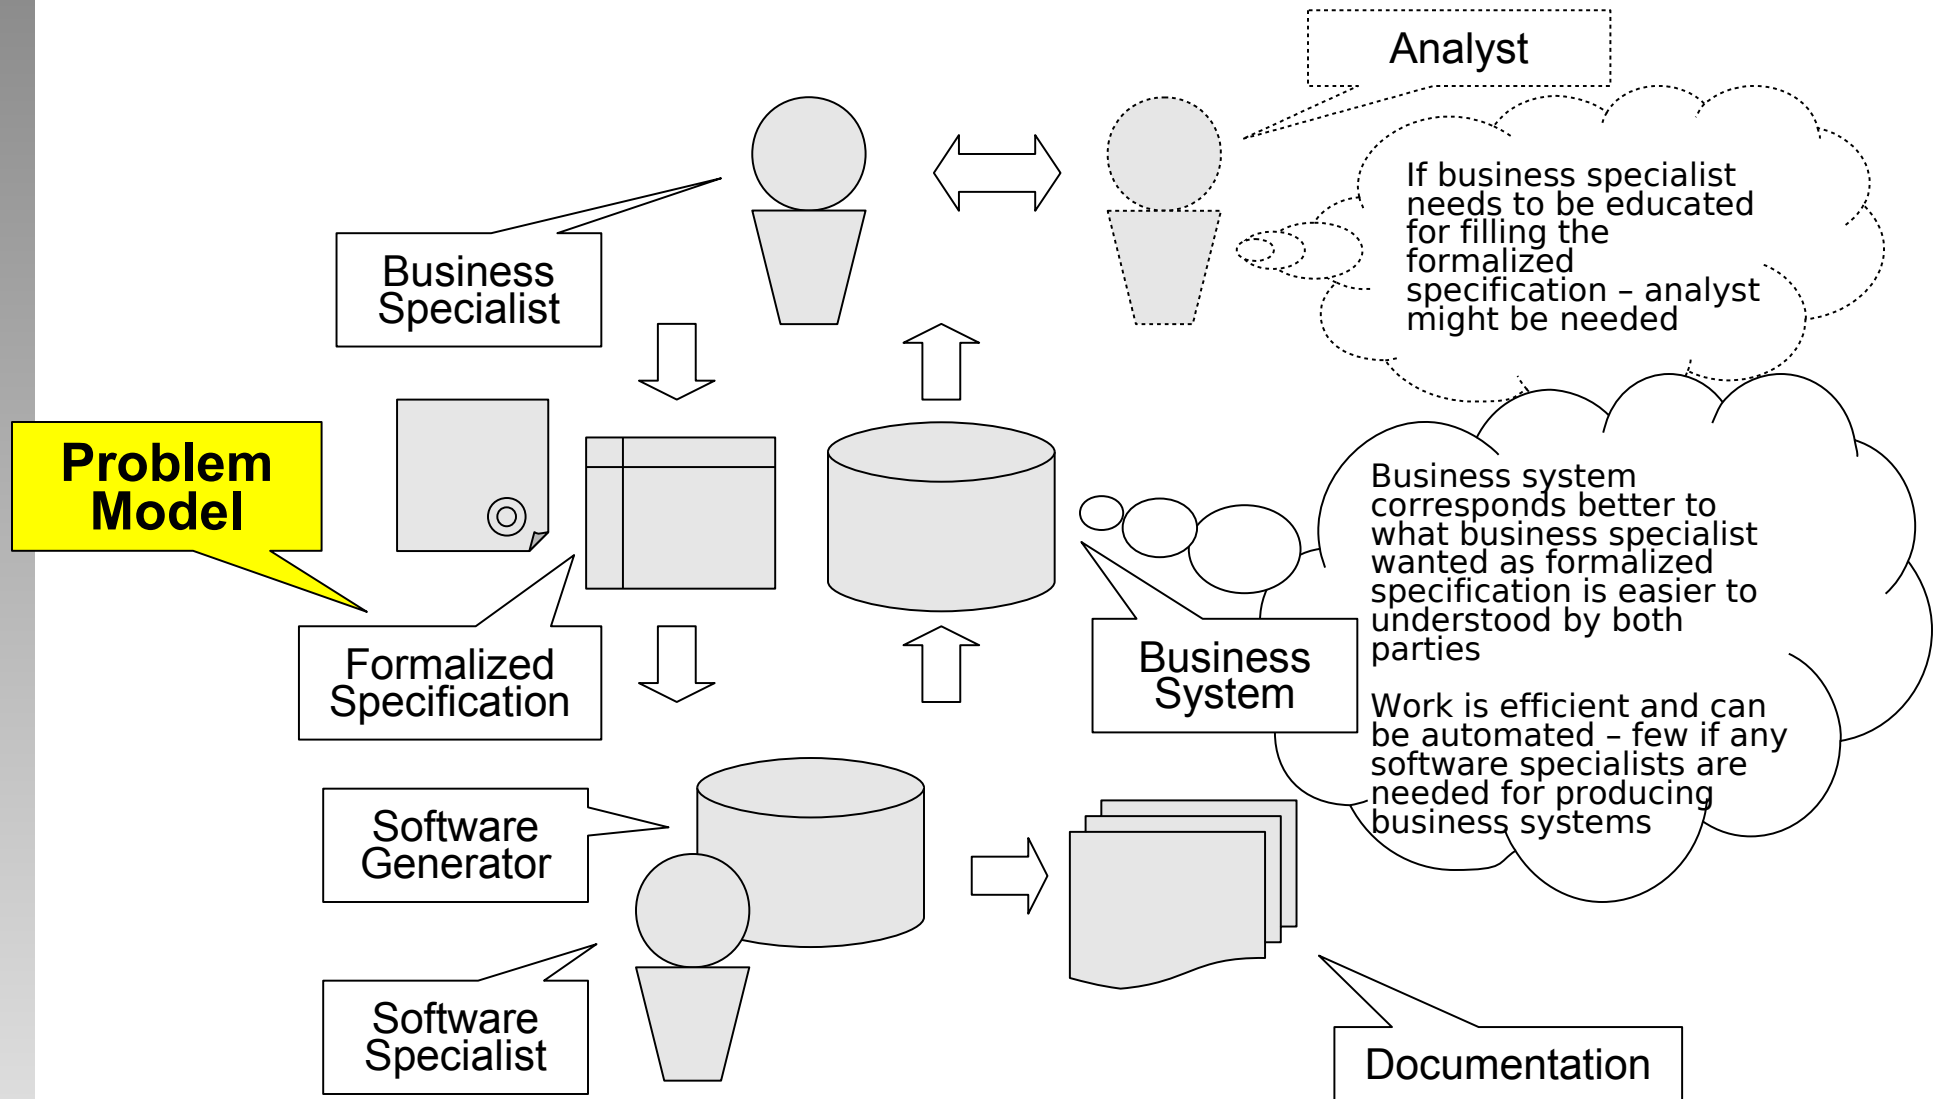 Analyst
If business specialist
needs to be educated
for filling the
formalized
specification – analyst
might be needed
Business
Specialist
Problem
Model
Business system
corresponds better to
what business specialist
wanted as formalized
specification is easier to
understood by both
parties
Work is efficient and can
be automated – few if any
software specialists are
needed for producing
business systems
Formalized
Specification
Business
System
Software
Generator
Software
Specialist
Documentation